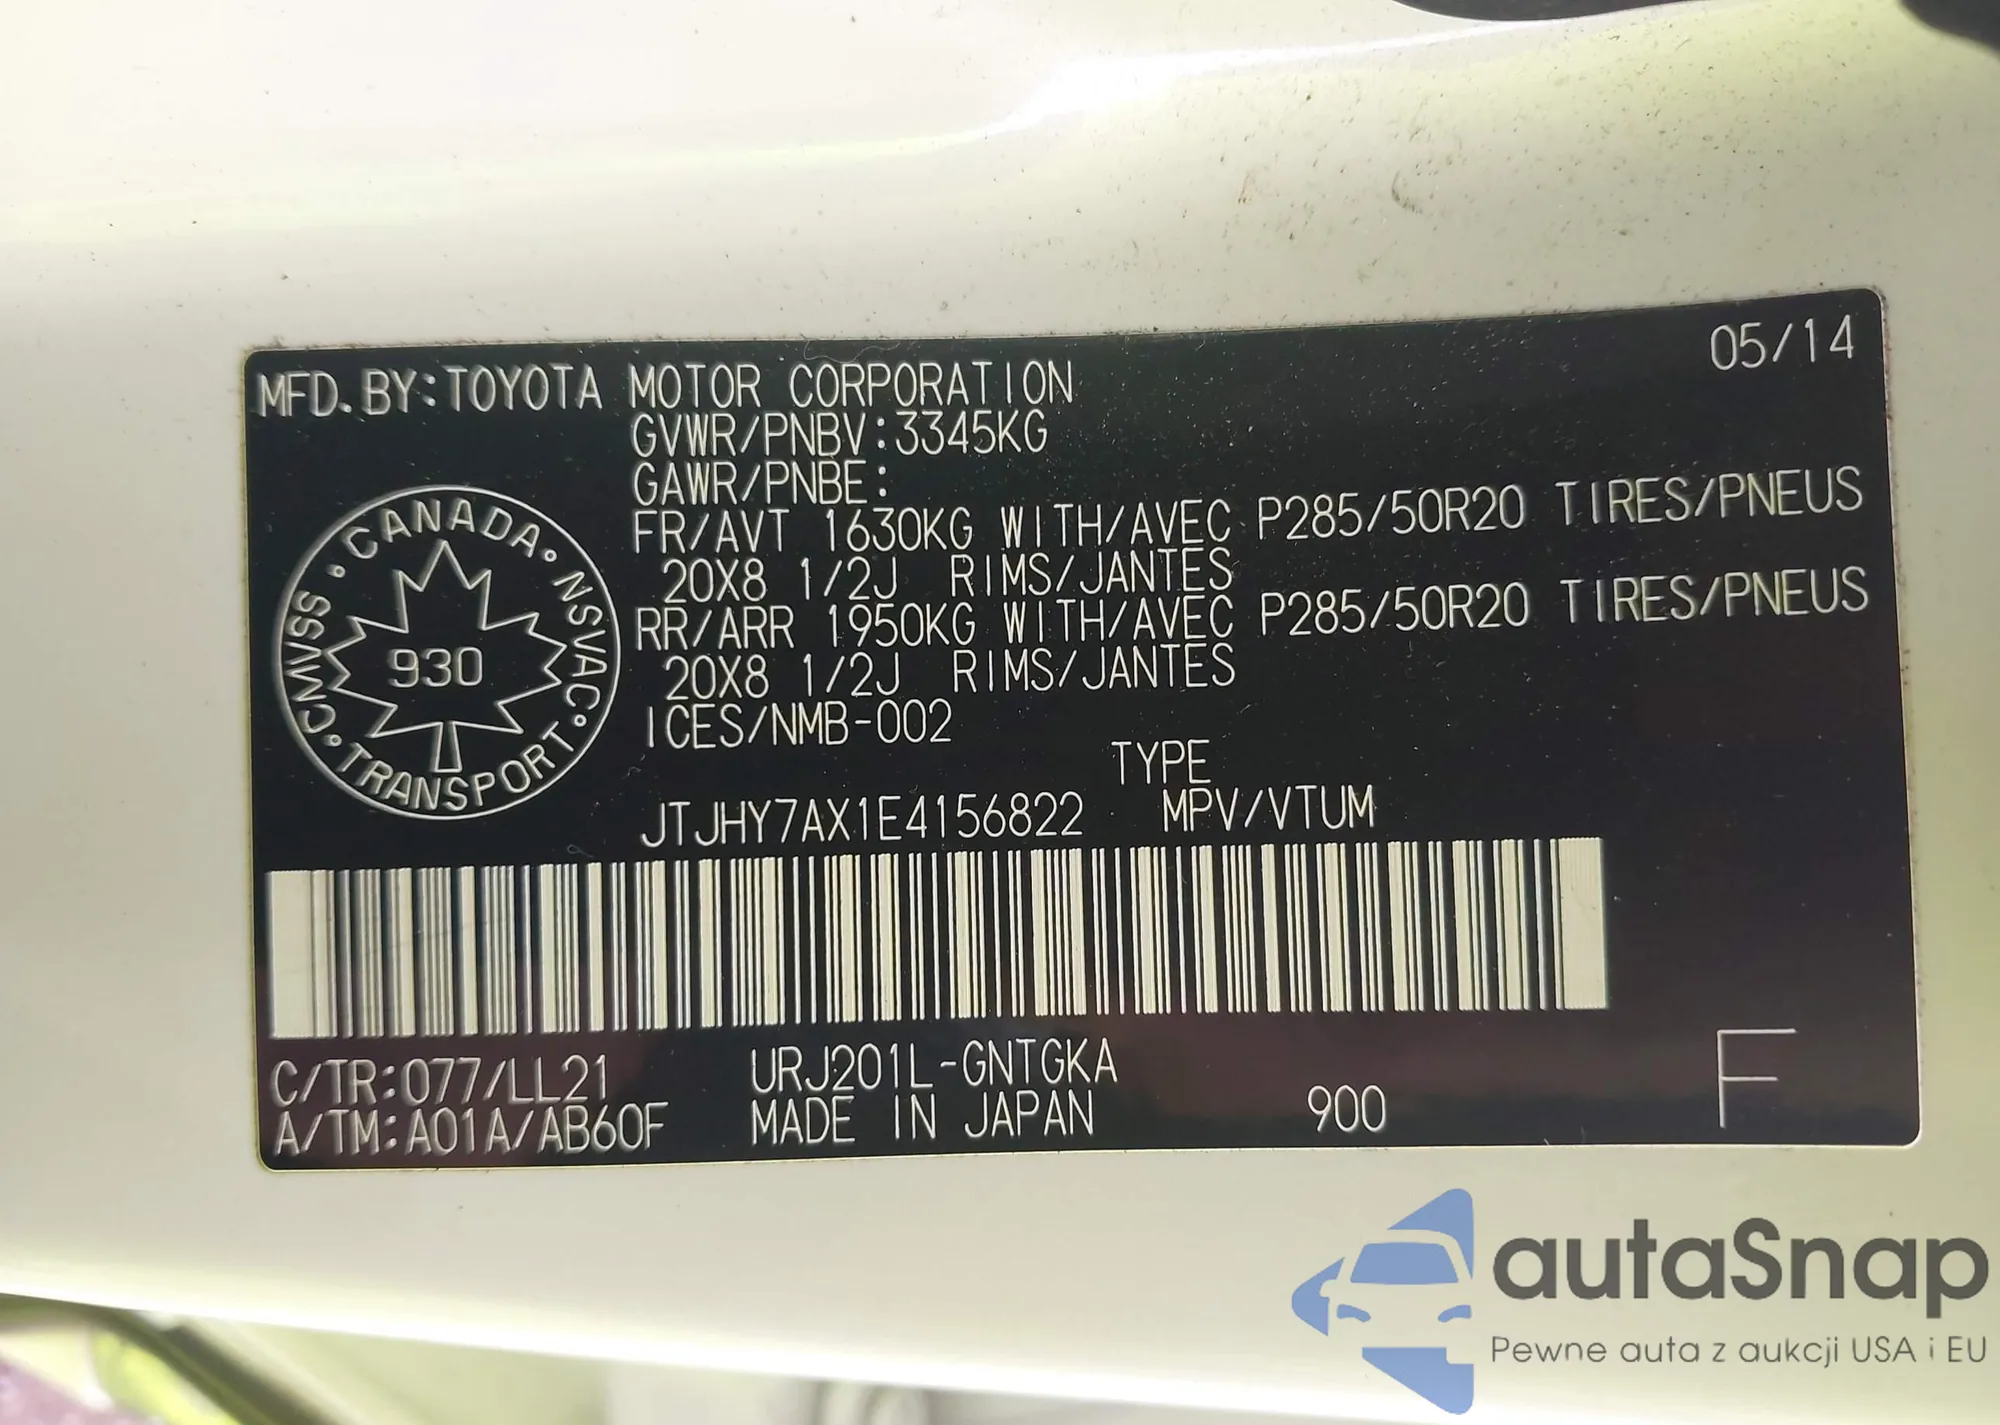 05/14
MFD.BY:TOYOTA MOTOR CORPORATION
GVWR/PNBV:3345KG
GAWR/PNBE:
FR/AVT 1630KG WITH/AVEC P285/50R20 TIRES/PNEUS
20X8 1/2J RIMS/JANTES
RR/ARR 1950KG WITH/AVEC P285/50R20 TIRES/PNEUS
20X8 1/2J RIMS/JANTES
ICES/NMB-002
CANADA • NSVAC • TRANSPORT • CMVSS •
930
TYPE
JTJHY7AX1E4156822 MPV/VTUM
C/TR:077/LL21 URJ201L-GNTGKA
A/TM:A01A/AB60F MADE IN JAPAN 900 F
autaSnap
Pewne auta z aukcji USA i EU